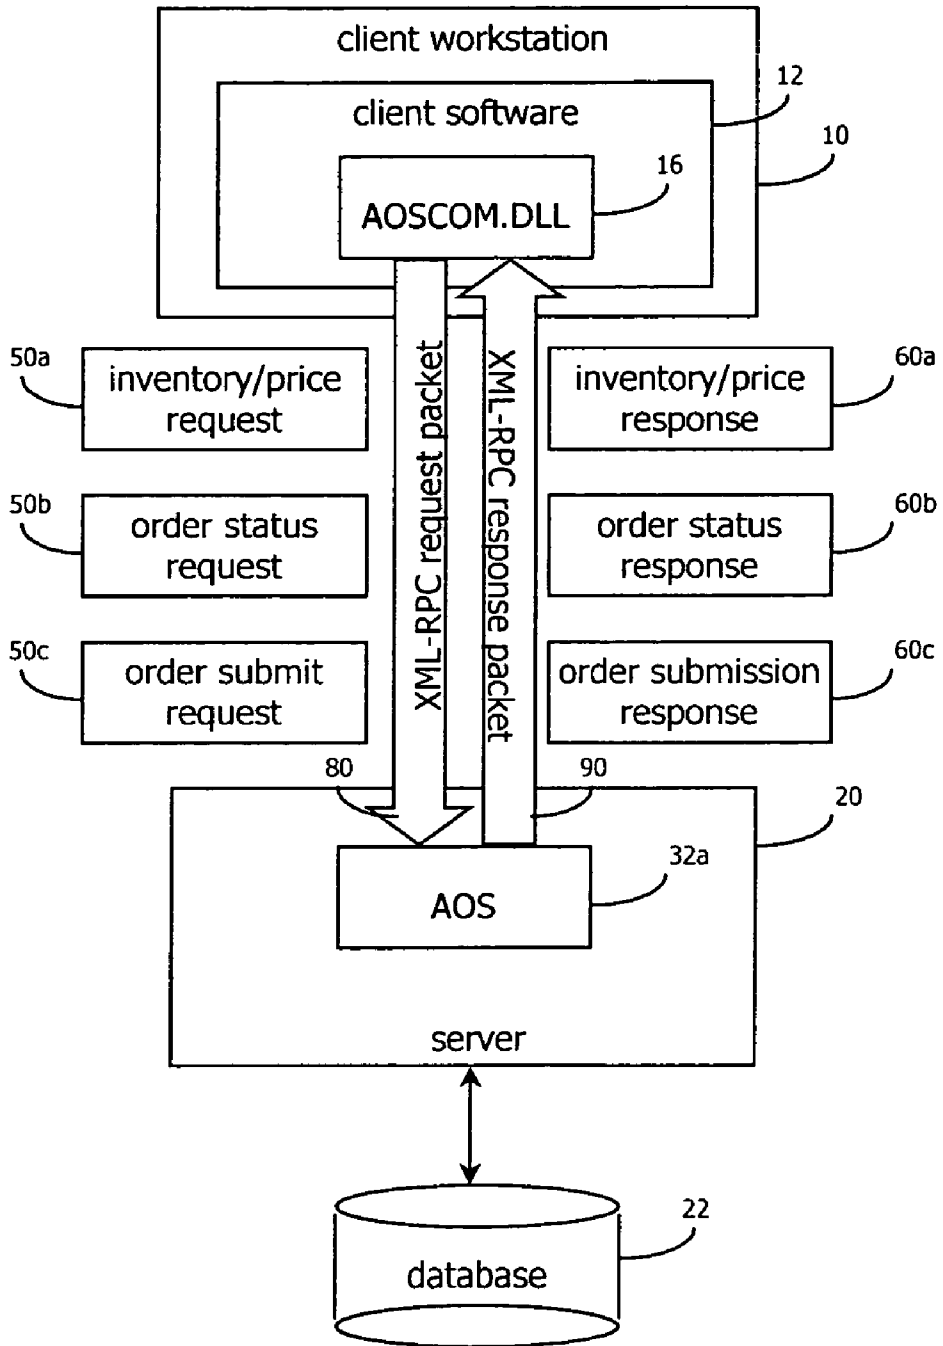 client workstation
12
client software
10
16
AOSCOM.DLL
50a
inventory/price
request
XML-RPC request packet
XML-RPC response packet
inventory/price
response
60a
50b
order status
request
order status
response
60b
50c
order submit
request
order submission
response
60c
80
90
20
32a
AOS
server
22
database